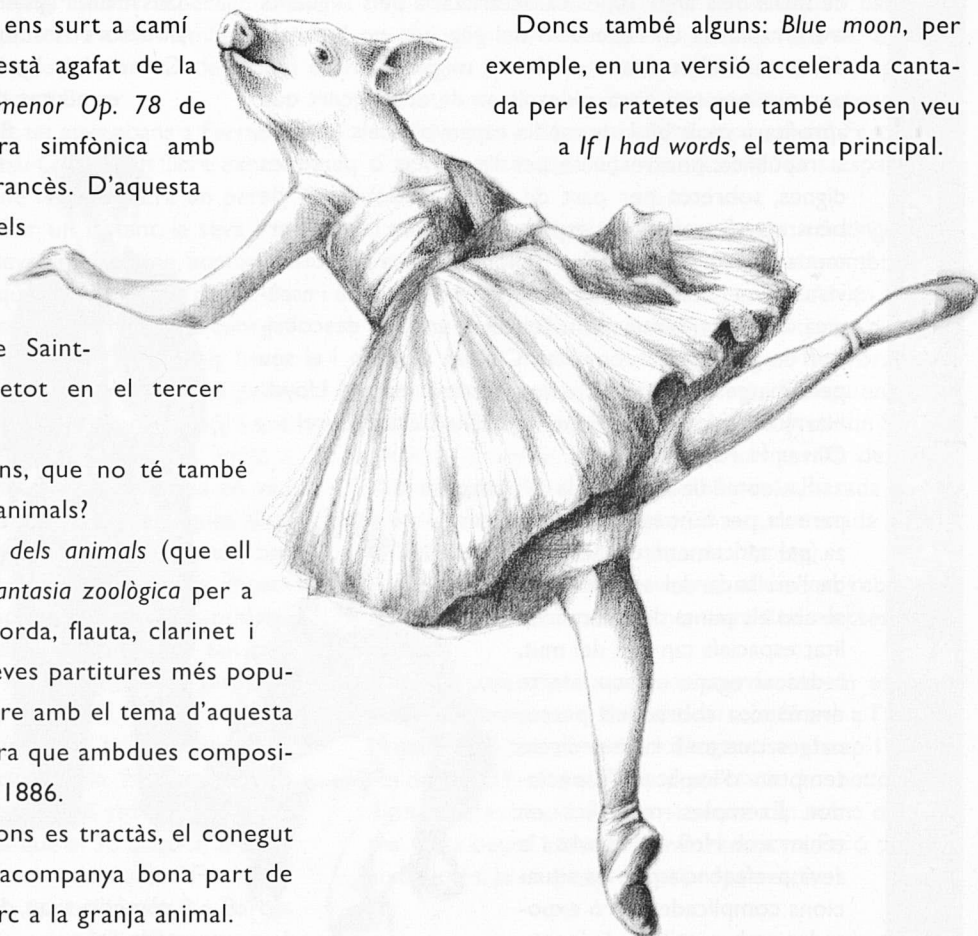 ens surt a camí
està agafat de la
menor Op. 78 de
ra simfònica amb
rancès. D'aquesta
els
e Saint-
etot en el tercer
ns, que no té també
animals?
dels animals (que ell
antasia zoològica per a
orda, flauta, clarinet i
eves partitures més popu-
re amb el tema d'aquesta
ra que ambdues composi-
1886.
ons es tractàs, el conegut
acompanya bona part de
rc a la granja animal.
Doncs també alguns: Blue moon, per
exemple, en una versió accelerada canta-
da per les ratetes que també posen veu
a If I had words, el tema principal.